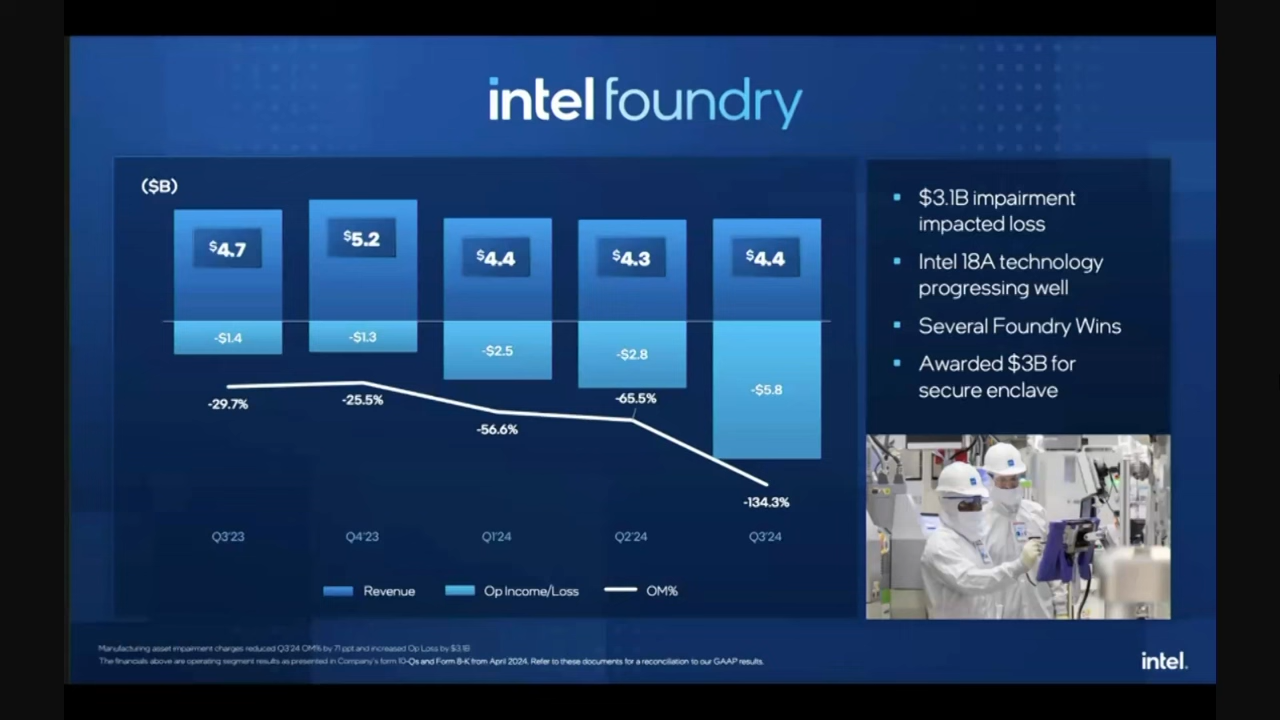 intel foundry
($B)
$4.7
$5.2
$4.4
$4.3
$4.4
-$1.4
-$1.3
-$2.5
-$2.8
-$5.8
-29.7%
-25.5%
-56.6%
-65.5%
-134.3%
Q3'23
Q4'23
Q1'24
Q2'24
Q3'24
Revenue
Op Income/Loss
OM%
▪ $3.1B impairment
impacted loss
▪ Intel 18A technology
progressing well
▪ Several Foundry Wins
▪ Awarded $3B for
secure enclave
Manufacturing asset impairment charges reduced Q3'24 OM% by 71 ppt and increased Op Loss by $3.1B
The financials above are operating segment results as presented in Company's form 10-Qs and Form 8-K from April 2024. Refer to these documents for a reconciliation to our GAAP results.
intel.